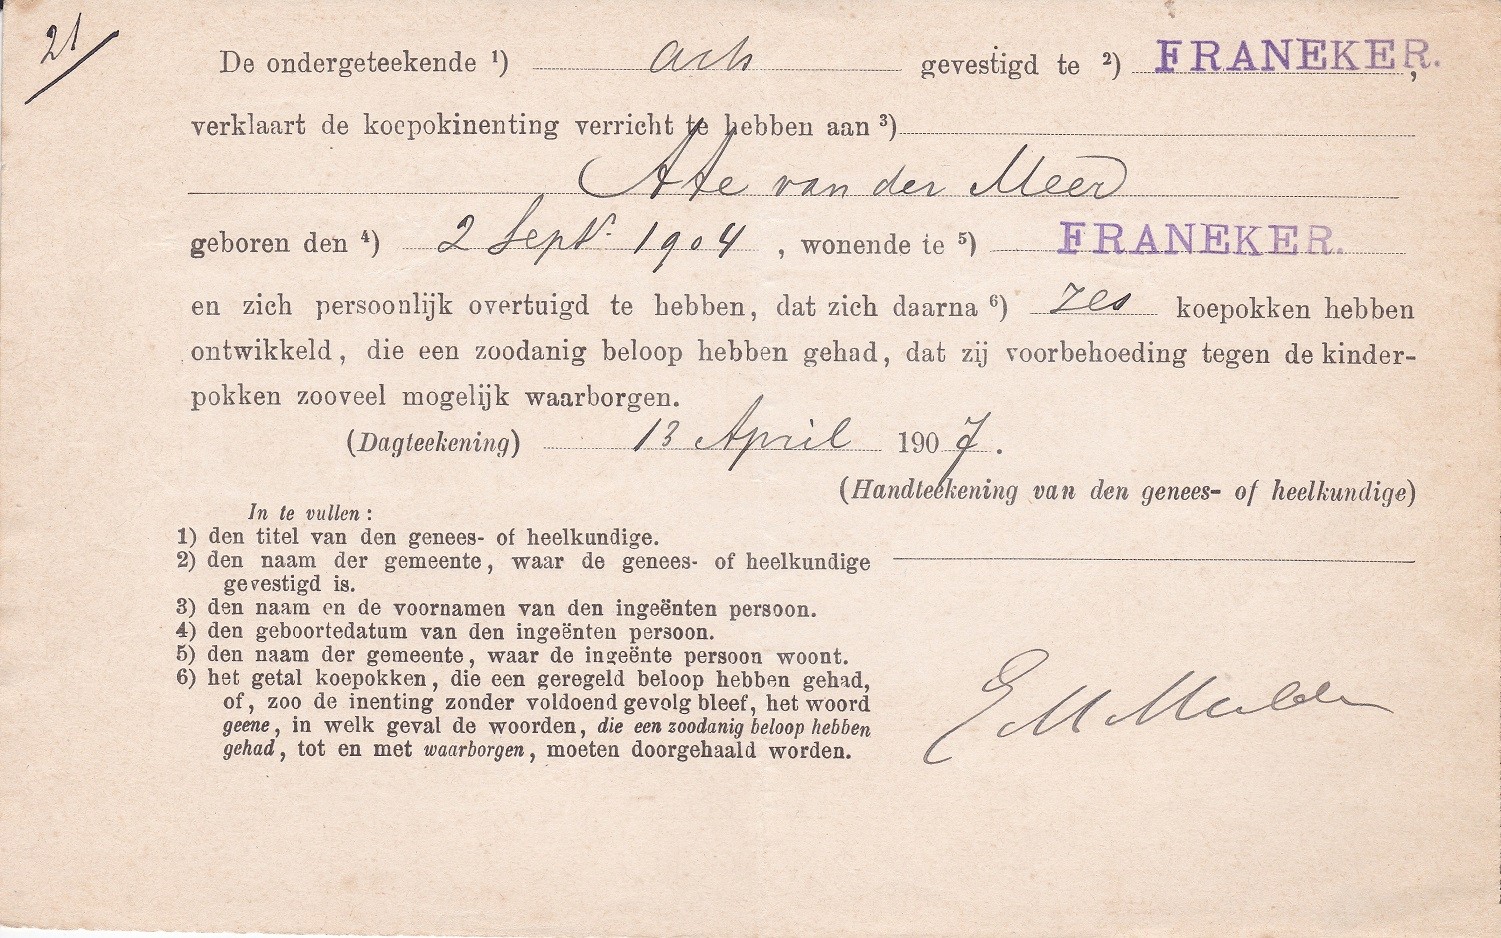 21/
De ondergeteekende 1) arts gevestigd te 2) FRANEKER. ,
verklaart de koepokinenting verricht te hebben aan 3)
Ate van der Meer
geboren den 4) 2 Sept. 1904 , wonende te 5) FRANEKER.
en zich persoonlijk overtuigd te hebben, dat zich daarna 6) zes koepokken hebben
ontwikkeld, die een zoodanig beloop hebben gehad, dat zij voorbehoeding tegen de kinder-
pokken zooveel mogelijk waarborgen.
(Dagteekening) 13 April 1907.
(Handteekening van den genees- of heelkundige)
In te vullen:
1) den titel van den genees- of heelkundige.
2) den naam der gemeente, waar de genees- of heelkundige
gevestigd is.
3) den naam en de voornamen van den ingeënten persoon.
4) den geboortedatum van den ingeënten persoon.
5) den naam der gemeente, waar de ingeënte persoon woont.
6) het getal koepokken, die een geregeld beloop hebben gehad,
of, zoo de inenting zonder voldoend gevolg bleef, het woord
geene, in welk geval de woorden, die een zoodanig beloop hebben
gehad, tot en met waarborgen, moeten doorgehaald worden.
E M Mulder